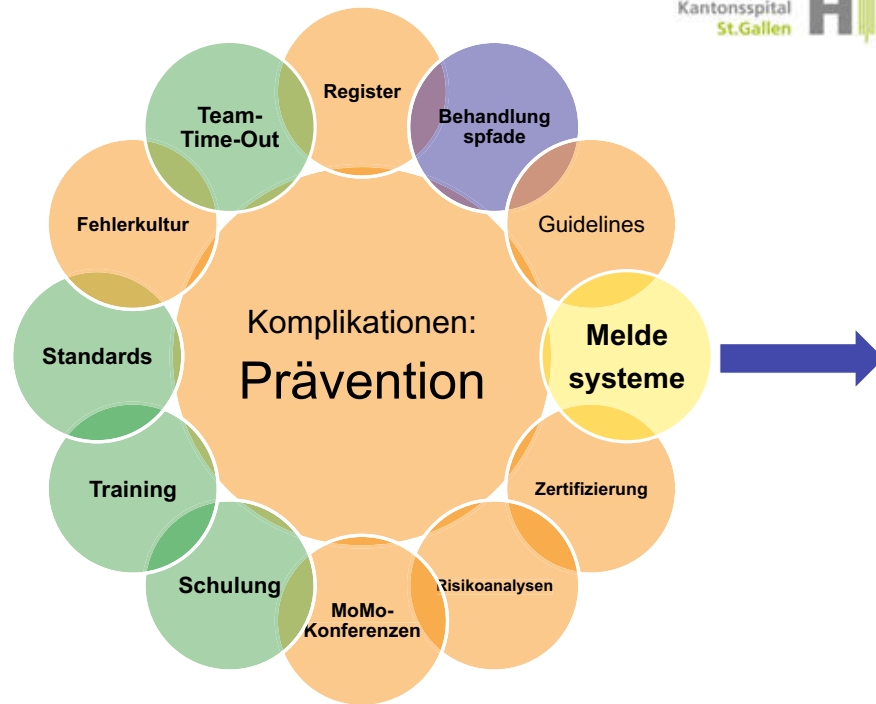 Kantonsspital
St.Gallen
Register
Team-
Time-Out
Behandlung
spfade
Fehlerkultur
Guidelines
Komplikationen:
Prävention
Melde
systeme
Standards
Training
Zertifizierung
Schulung
Risikoanalysen
MoMo-
Konferenzen